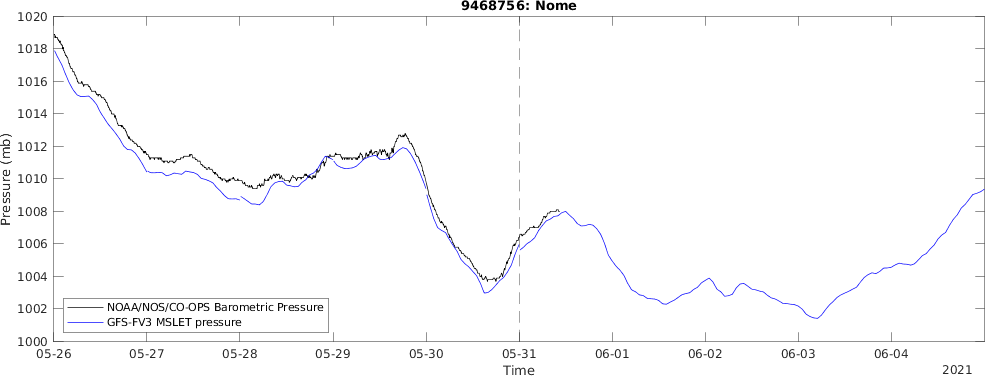 9468756: Nome
1020
1018
1016
1014
1012
1010
1008
1006
1004
1002
1000
Pressure (mb)
NOAA/NOS/CO-OPS Barometric Pressure
GFS-FV3 MSLET pressure
05-26 05-27 05-28 05-29 05-30 05-31 06-01 06-02 06-03 06-04
Time
2021